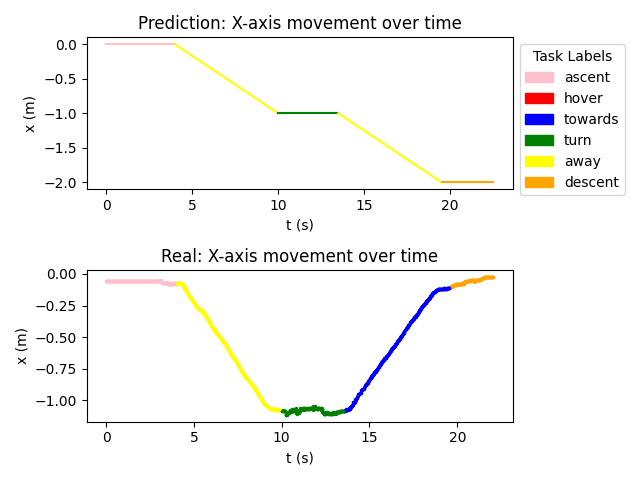 Prediction: X-axis movement over time
0.0
−0.5
−1.0
−1.5
−2.0
x (m)
0 5 10 15 20
t (s)
Task Labels
ascent
hover
towards
turn
away
descent
Real: X-axis movement over time
0.00
−0.25
−0.50
−0.75
−1.00
x (m)
0 5 10 15 20
t (s)